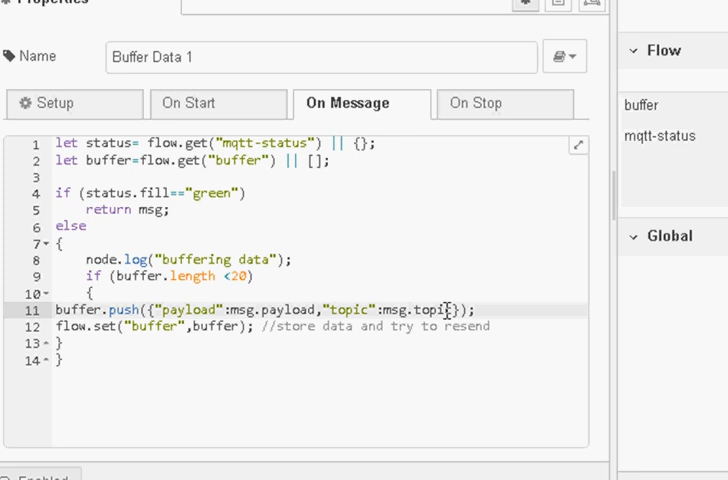 Properties
Name
Buffer Data 1
Setup
On Start
On Message
On Stop
1 let status= flow.get("mqtt-status") || {};
2 let buffer=flow.get("buffer") || [];
3
4 if (status.fill=="green")
5 return msg;
6 else
7 {
8 node.log("buffering data");
9 if (buffer.length <20)
10 {
11 buffer.push({"payload":msg.payload,"topic":msg.topic});
12 flow.set("buffer",buffer); //store data and try to resend
13 }
14 }
Enabled
Flow
buffer
mqtt-status
Global